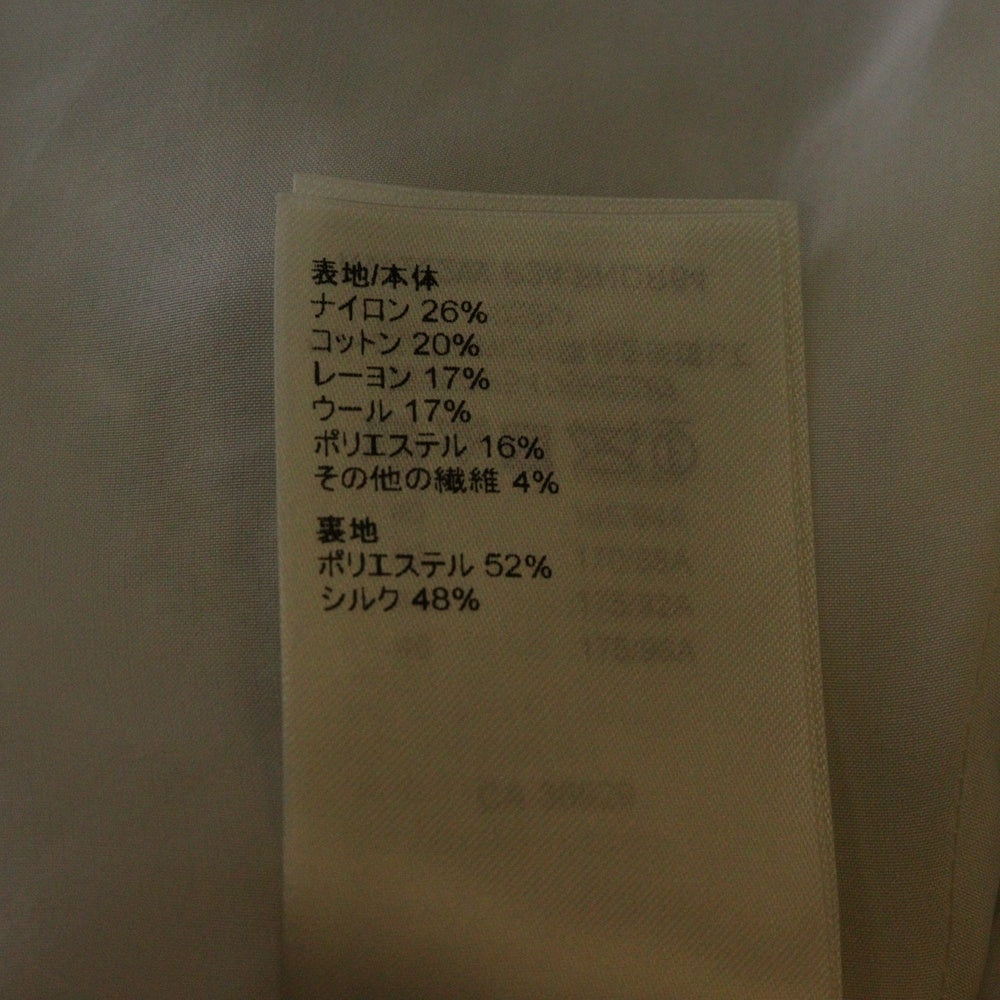 表地/本体
ナイロン 26%
コットン 20%
レーヨン 17%
ウール 17%
ポリエステル 16%
その他の繊維 4%
裏地
ポリエステル 52%
シルク 48%